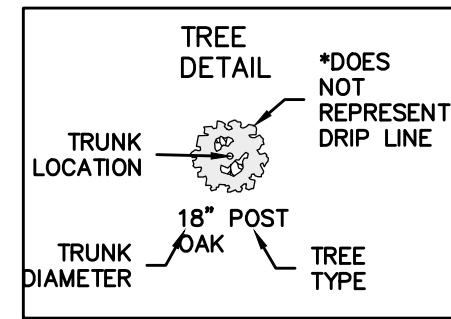 TREE
DETAIL
*DOES
NOT
REPRESENT
DRIP LINE
TRUNK
LOCATION
18” POST
OAK
TRUNK
DIAMETER
TREE
TYPE